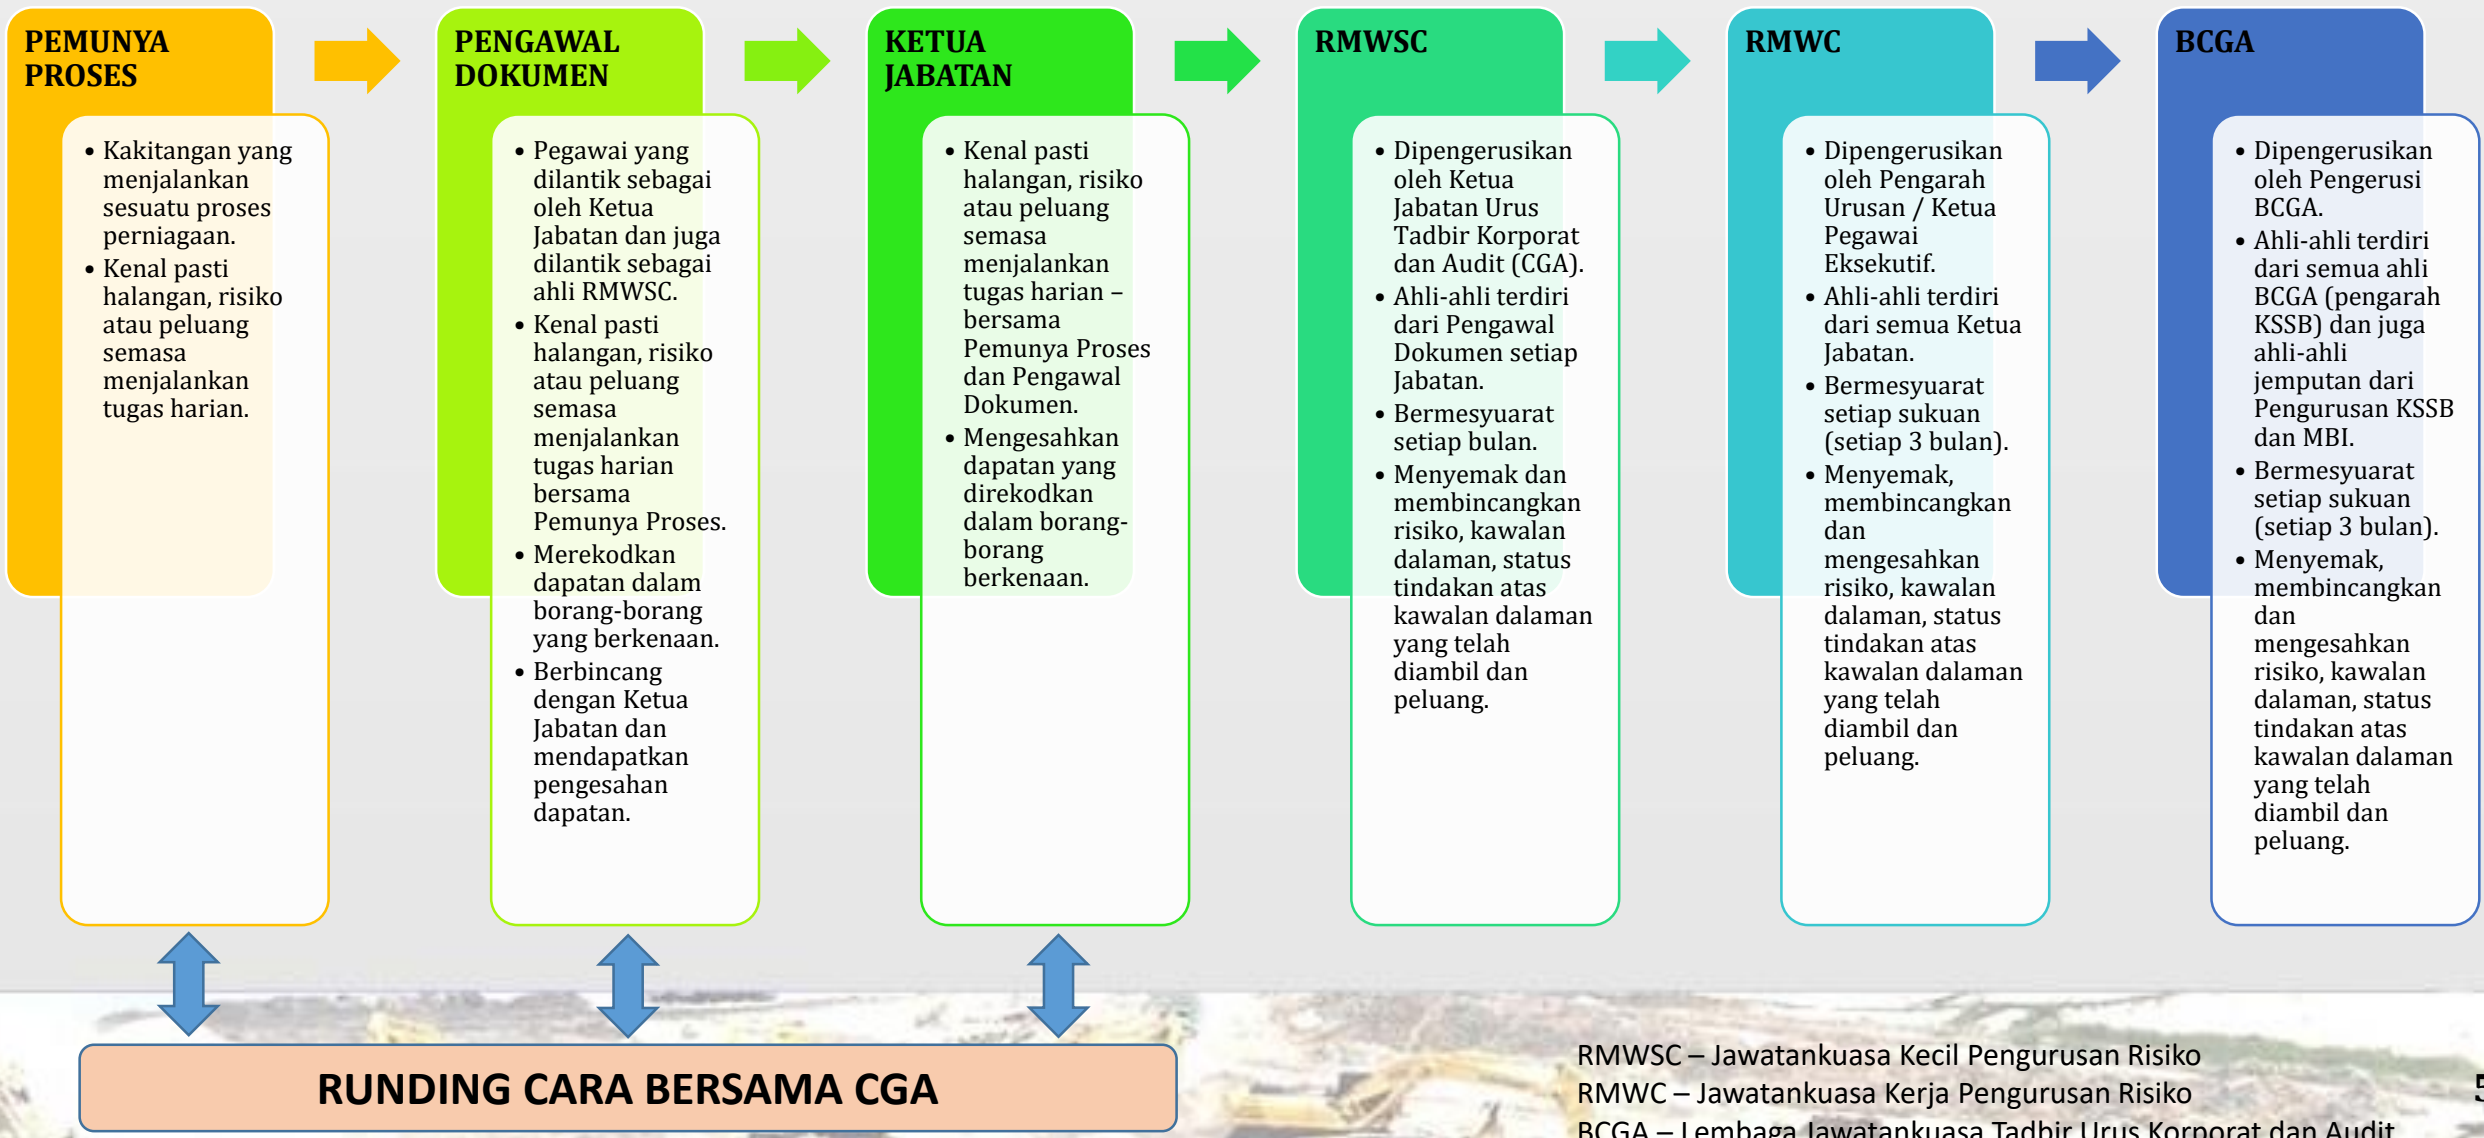 PEMUNYA
PROSES
• Kakitangan yang
menjalankan
sesuatu proses
perniagaan.
• Kenal pasti
halangan, risiko
atau peluang
semasa
menjalankan
tugas harian.
PENGAWAL
DOKUMEN
• Pegawai yang
dilantik sebagai
oleh Ketua
Jabatan dan juga
dilantik sebagai
ahli RMWSC.
• Kenal pasti
halangan, risiko
atau peluang
semasa
menjalankan
tugas harian
bersama
Pemunya Proses.
• Merekodkan
dapatan dalam
borang-borang
yang berkenaan.
• Berbincang
dengan Ketua
Jabatan dan
mendapatkan
pengesahan
dapatan.
KETUA
JABATAN
• Kenal pasti
halangan, risiko
atau peluang
semasa
menjalankan
tugas harian –
bersama
Pemunya Proses
dan Pengawal
Dokumen.
• Mengesahkan
dapatan yang
direkodkan
dalam borang-
borang
berkenaan.
RMWSC
• Dipengerusikan
oleh Ketua
Jabatan Urus
Tadbir Korporat
dan Audit (CGA).
• Ahli-ahli terdiri
dari Pengawal
Dokumen setiap
Jabatan.
• Bermesyuarat
setiap bulan.
• Menyemak dan
membincangkan
risiko, kawalan
dalaman, status
tindakan atas
kawalan dalaman
yang telah
diambil dan
peluang.
RMWC
• Dipengerusikan
oleh Pengarah
Urusan / Ketua
Pegawai
Eksekutif.
• Ahli-ahli terdiri
dari semua Ketua
Jabatan.
• Bermesyuarat
setiap sukuan
(setiap 3 bulan).
• Menyemak,
membincangkan
dan
mengesahkan
risiko, kawalan
dalaman, status
tindakan atas
kawalan dalaman
yang telah
diambil dan
peluang.
BCGA
• Dipengerusikan
oleh Pengerusi
BCGA.
• Ahli-ahli terdiri
dari semua ahli
BCGA (pengarah
KSSB) dan juga
ahli-ahli
jemputan dari
Pengurusan KSSB
dan MBI.
• Bermesyuarat
setiap sukuan
(setiap 3 bulan).
• Menyemak,
membincangkan
dan
mengesahkan
risiko, kawalan
dalaman, status
tindakan atas
kawalan dalaman
yang telah
diambil dan
peluang.
RUNDING CARA BERSAMA CGA
RMWSC – Jawatankuasa Kecil Pengurusan Risiko
RMWC – Jawatankuasa Kerja Pengurusan Risiko
BCGA – Lembaga Jawatankuasa Tadbir Urus Korporat dan Audit